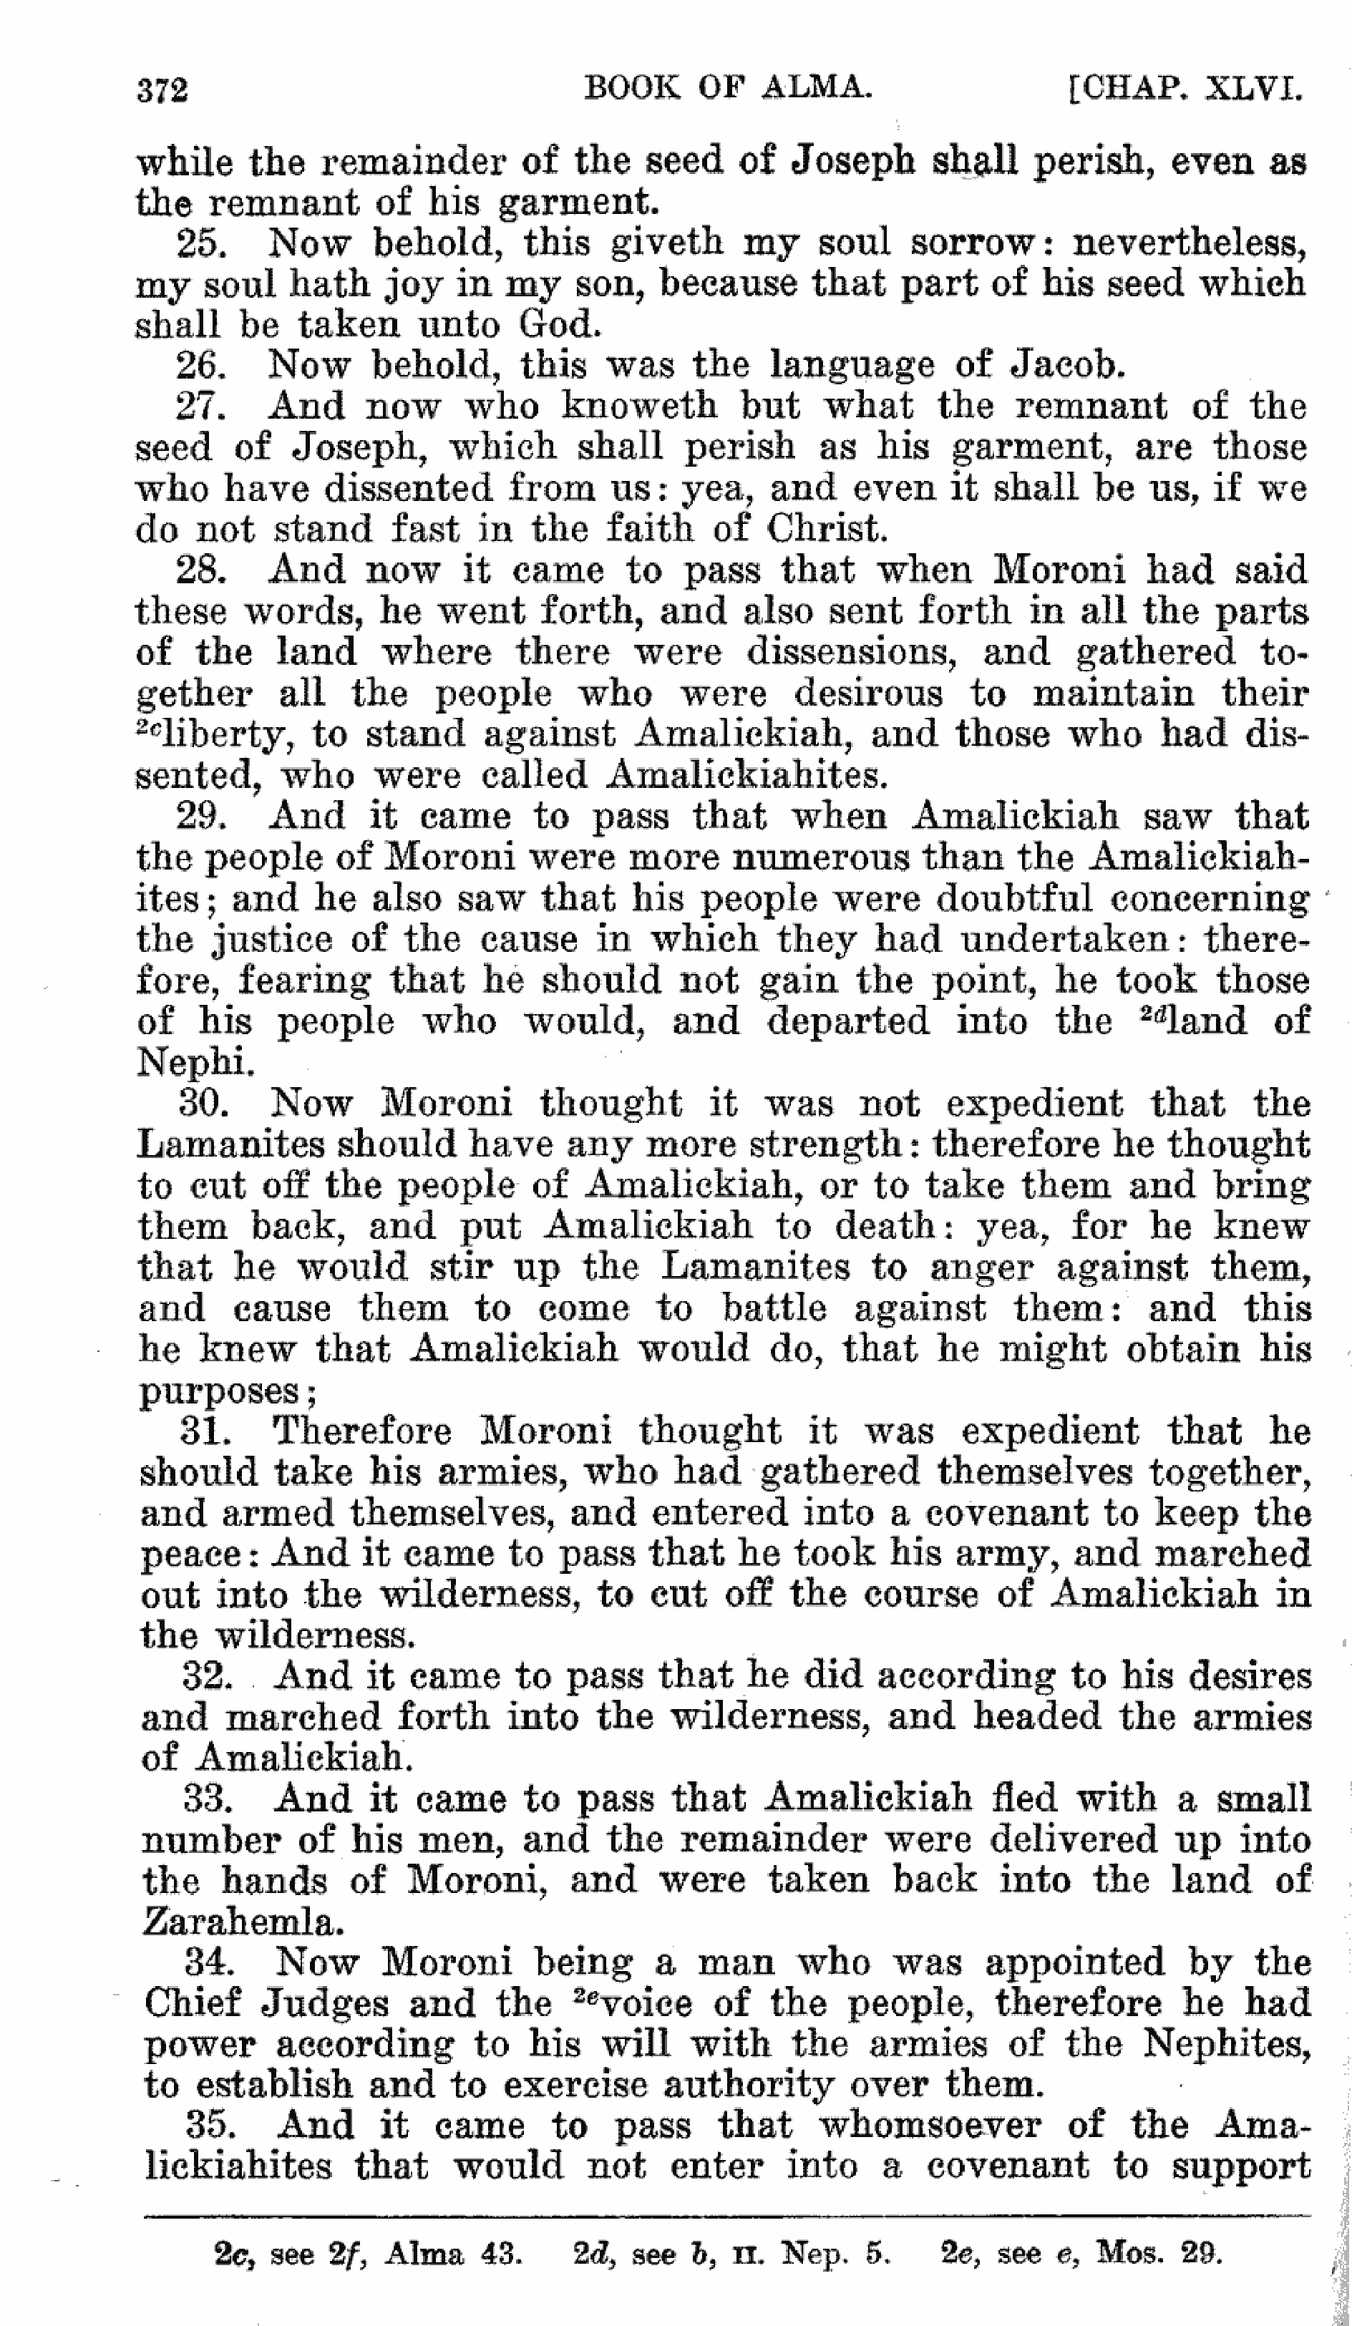 372 BOOK OF ALMA. [CHAP. XLVI.
while the remainder of the seed of Joseph shall perish, even as
the remnant of his garment.
25. Now behold, this giveth my soul sorrow: nevertheless,
my soul hath joy in my son, because that part of his seed which
shall be taken unto God.
26. Now behold, this was the language of Jacob.
27. And now who knoweth but what the remnant of the
seed of Joseph, which shall perish as his garment, are those
who have dissented from us: yea, and even it shall be us, if we
do not stand fast in the faith of Christ.
28. And now it came to pass that when Moroni had said
these words, he went forth, and also sent forth in all the parts
of the land where there were dissensions, and gathered to-
gether all the people who were desirous to maintain their
2cliberty, to stand against Amalickiah, and those who had dis-
sented, who were called Amalickiahites.
29. And it came to pass that when Amalickiah saw that
the people of Moroni were more numerous than the Amalickiah-
ites; and he also saw that his people were doubtful concerning
the justice of the cause in which they had undertaken: there-
fore, fearing that he should not gain the point, he took those
of his people who would, and departed into the 2dland of
Nephi.
30. Now Moroni thought it was not expedient that the
Lamanites should have any more strength: therefore he thought
to cut off the people of Amalickiah, or to take them and bring
them back, and put Amalickiah to death: yea, for he knew
that he would stir up the Lamanites to anger against them,
and cause them to come to battle against them: and this
he knew that Amalickiah would do, that he might obtain his
purposes;
31. Therefore Moroni thought it was expedient that he
should take his armies, who had gathered themselves together,
and armed themselves, and entered into a covenant to keep the
peace: And it came to pass that he took his army, and marched
out into the wilderness, to cut off the course of Amalickiah in
the wilderness.
32. And it came to pass that he did according to his desires
and marched forth into the wilderness, and headed the armies
of Amalickiah.
33. And it came to pass that Amalickiah fled with a small
number of his men, and the remainder were delivered up into
the hands of Moroni, and were taken back into the land of
Zarahemla.
34. Now Moroni being a man who was appointed by the
Chief Judges and the 2evoice of the people, therefore he had
power according to his will with the armies of the Nephites,
to establish and to exercise authority over them.
35. And it came to pass that whomsoever of the Ama-
lickiahites that would not enter into a covenant to support
2c, see 2f, Alma 43. 2d, see b, II. Nep. 5. 2e, see e, Mos. 29.